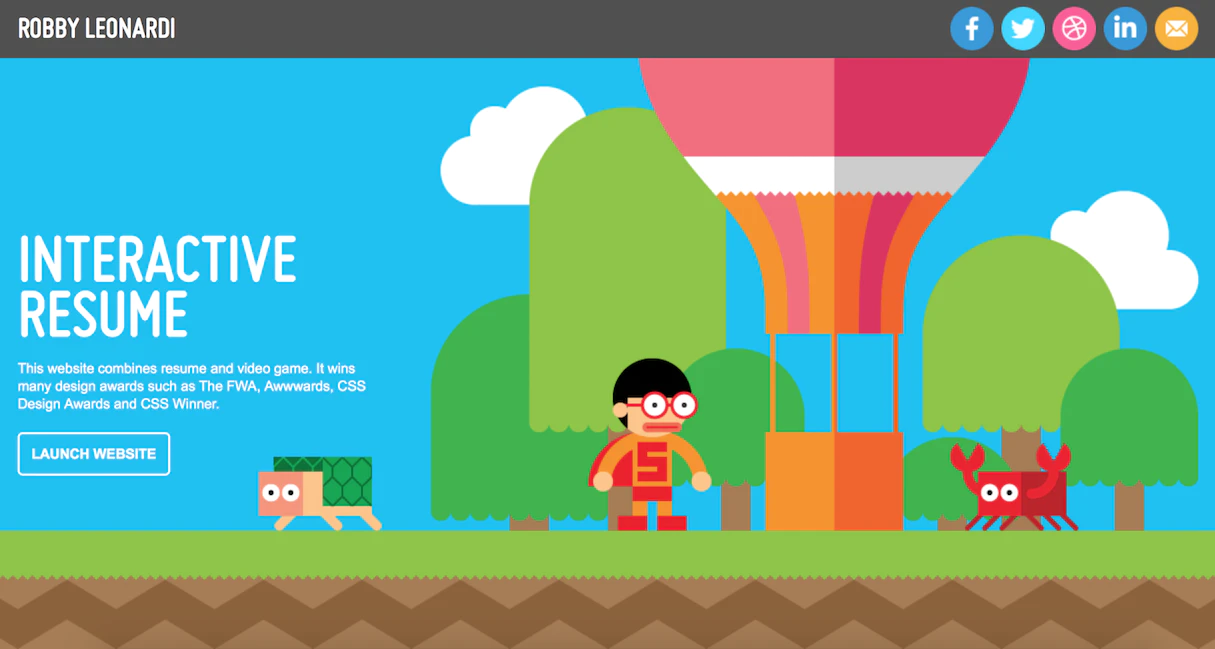 ROBBY LEONARDI
f
in
INTERACTIVE
RESUME
This website combines resume and video game. It wins
many design awards such as The FWA, Awwwards, CSS
Design Awards and CSS Winner.
LAUNCH WEBSITE
S